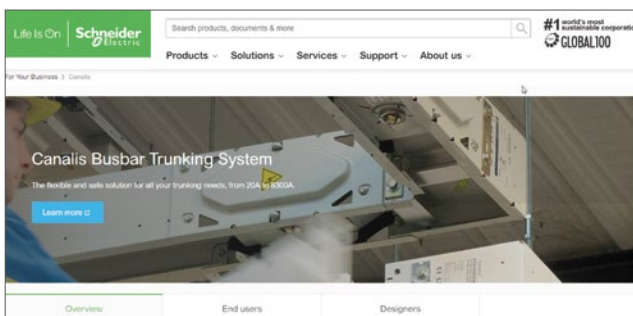 Life Is On
Schneider
Electric
Search products, documents & more
#1 world's most
sustainable corporation
GLOBAL100
Products
Solutions
Services
Support
About us
For Your Business > Canalis
Canalis Busbar Trunking System
The flexible and safe solution for all your trunking needs, from 20A to 6300A.
Learn more
Overview
End users
Designers